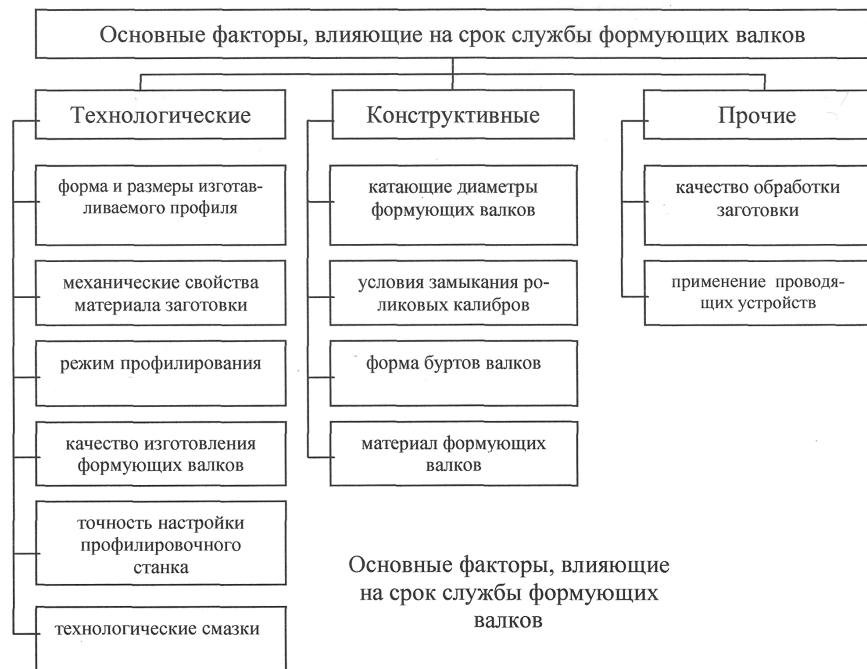 Основные факторы, влияющие на срок службы формующих валков
Технологические
форма и размеры изготав-
ливаемого профиля
механические свойства
материала заготовки
режим профилирования
качество изготовления
формующих валков
точность настройки
профилировочного
станка
технологические смазки
Конструктивные
катающие диаметры
формующих валков
условия замыкания ро-
ликовых калибров
форма буртов валков
материал формующих
валков
Прочие
качество обработки
заготовки
применение проводя-
щих устройств
Основные факторы, влияющие
на срок службы формующих
валков